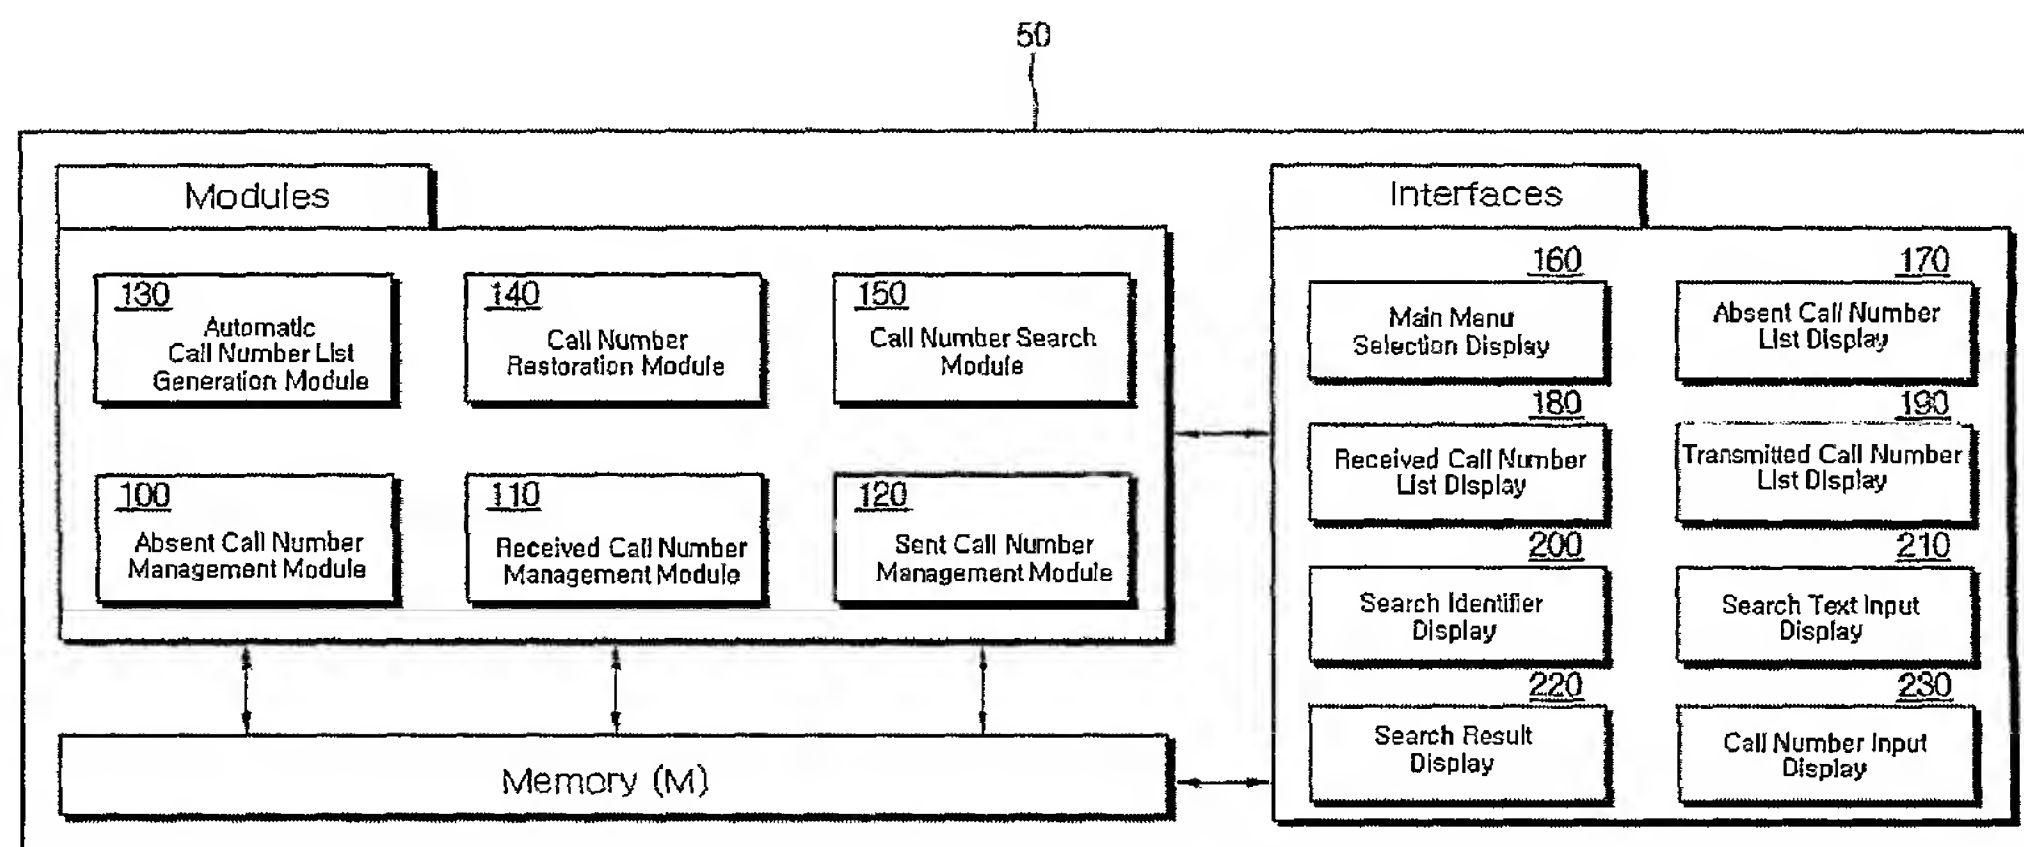 50
Modules
130
Automatic
Call Number List
Generation Module
140
Call Number
Restoration Module
150
Call Number Search
Module
100
Absent Call Number
Management Module
110
Received Call Number
Management Module
120
Sent Call Number
Management Module
Memory (M)
Interfaces
160
Main Menu
Selection Display
170
Absent Call Number
List Display
180
Received Call Number
List Display
190
Transmitted Call Number
List Display
200
Search Identifier
Display
210
Search Text Input
Display
220
Search Result
Display
230
Call Number Input
Display